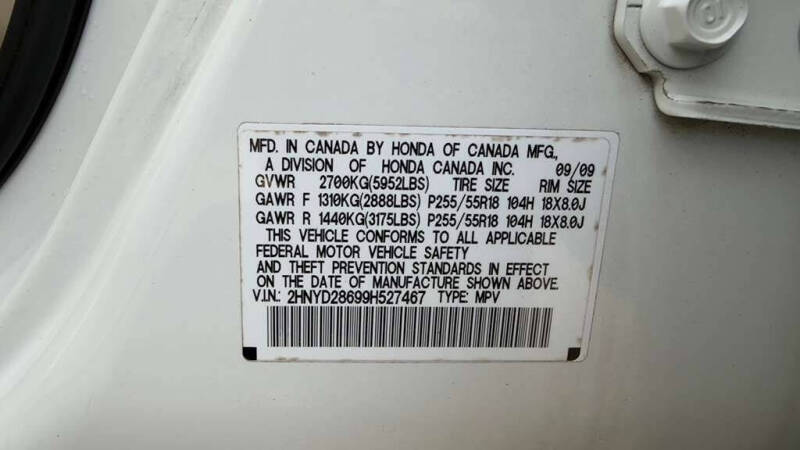 MFD. IN CANADA BY HONDA OF CANADA MFG.,
A DIVISION OF HONDA CANADA INC. 09/09
GVWR 2700KG(5952LBS) TIRE SIZE RIM SIZE
GAWR F 1310KG(2888LBS) P255/55R18 104H 18X8.0J
GAWR R 1440KG(3175LBS) P255/55R18 104H 18X8.0J
THIS VEHICLE CONFORMS TO ALL APPLICABLE
FEDERAL MOTOR VEHICLE SAFETY
AND THEFT PREVENTION STANDARDS IN EFFECT
ON THE DATE OF MANUFACTURE SHOWN ABOVE.
V.I.N.: 2HNYD28699H527467 TYPE: MPV